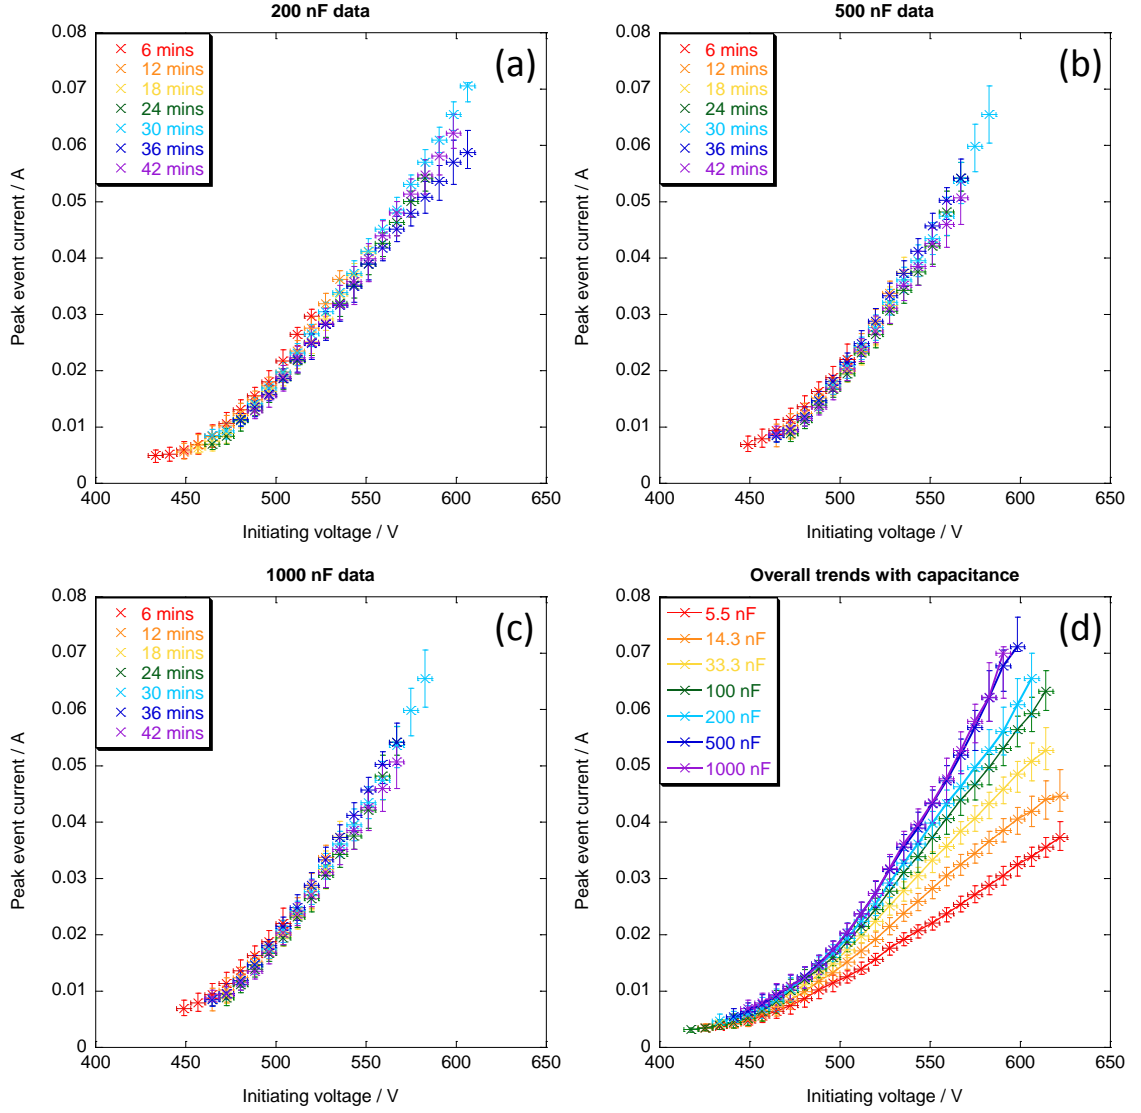 200 nF data
(a)
6 mins
12 mins
18 mins
24 mins
30 mins
36 mins
42 mins
0.08
0.07
0.06
0.05
0.04
0.03
0.02
0.01
0
400 450 500 550 600 650
Peak event current / A
Initiating voltage / V
500 nF data
(b)
6 mins
12 mins
18 mins
24 mins
30 mins
36 mins
42 mins
0.08
0.07
0.06
0.05
0.04
0.03
0.02
0.01
0
400 450 500 550 600 650
Peak event current / A
Initiating voltage / V
1000 nF data
(c)
6 mins
12 mins
18 mins
24 mins
30 mins
36 mins
42 mins
0.08
0.07
0.06
0.05
0.04
0.03
0.02
0.01
0
400 450 500 550 600 650
Peak event current / A
Initiating voltage / V
Overall trends with capacitance
(d)
5.5 nF
14.3 nF
33.3 nF
100 nF
200 nF
500 nF
1000 nF
0.08
0.07
0.06
0.05
0.04
0.03
0.02
0.01
0
400 450 500 550 600 650
Peak event current / A
Initiating voltage / V